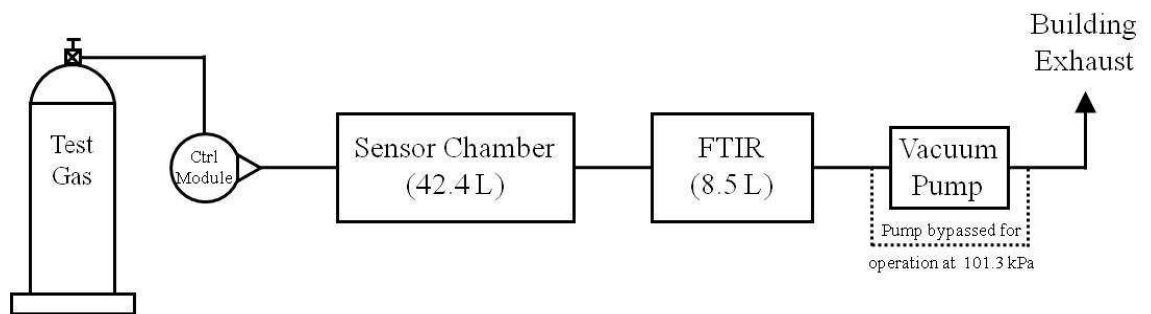 Building
Exhaust
Test
Gas
Ctrl
Module
Sensor Chamber
(42.4 L)
FTIR
(8.5 L)
Vacuum
Pump
Pump bypassed for
operation at 101.3 kPa